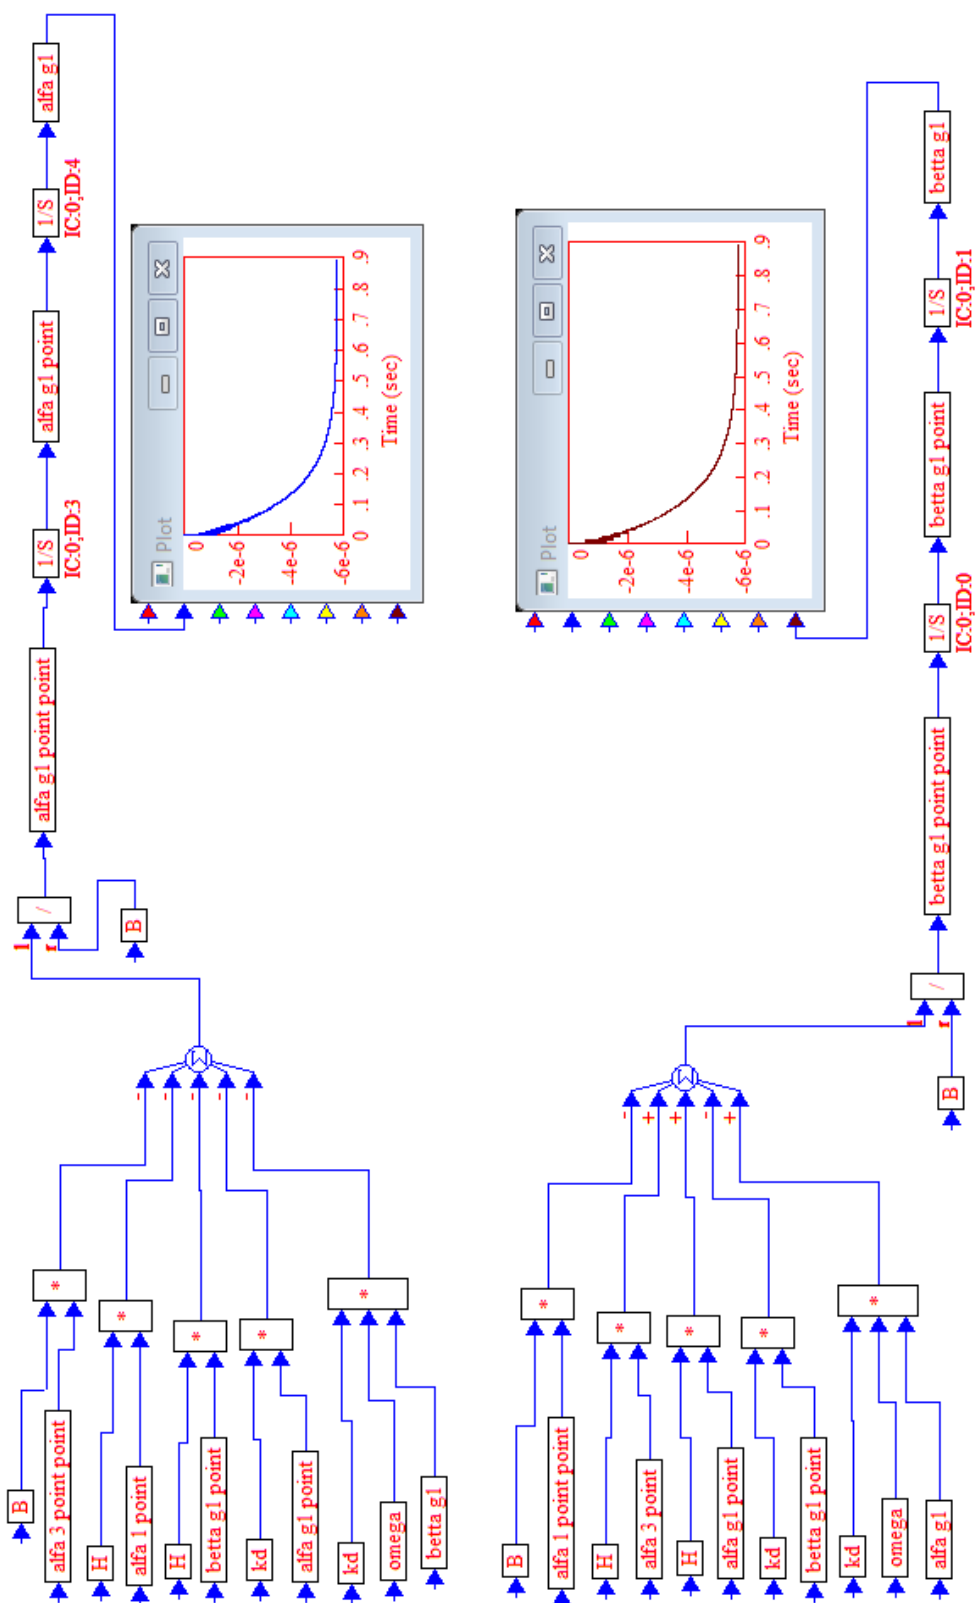 B
alfa 3 point point
*
H
alfa 1 point
*
H
betta g1 point
*
kd
alfa g1 point
*
kd
omega
betta g1
*
-
-
-
-
-
Σ
l
r
/
B
alfa g1 point point
1/S
IC:0;ID:3
alfa g1 point
1/S
IC:0;ID:4
alfa g1
Plot
0
-2e-6
-4e-6
-6e-6
0 .1 .2 .3 .4 .5 .6 .7 .8 .9
Time (sec)
B
alfa 1 point point
*
H
alfa 3 point
*
H
alfa g1 point
*
kd
betta g1 point
*
kd
omega
alfa g1
*
-
+
+
-
+
Σ
l
r
/
B
betta g1 point point
1/S
IC:0;ID:0
betta g1 point
1/S
IC:0;ID:1
betta g1
Plot
0
-2e-6
-4e-6
-6e-6
0 .1 .2 .3 .4 .5 .6 .7 .8 .9
Time (sec)